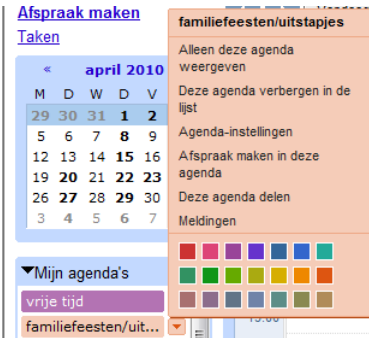 Afspraak maken
Taken
« april 2010
M D W D V
29 30 31 1 2
5 6 7 8 9
12 13 14 15 16
19 20 21 22 23
26 27 28 29 30
3 4 5 6 7
Mijn agenda's
vrije tijd
familiefeesten/uit...
familiefeesten/uitstapjes
Alleen deze agenda
weergeven
Deze agenda verbergen in de
lijst
Agenda-instellingen
Afspraak maken in deze
agenda
Deze agenda delen
Meldingen